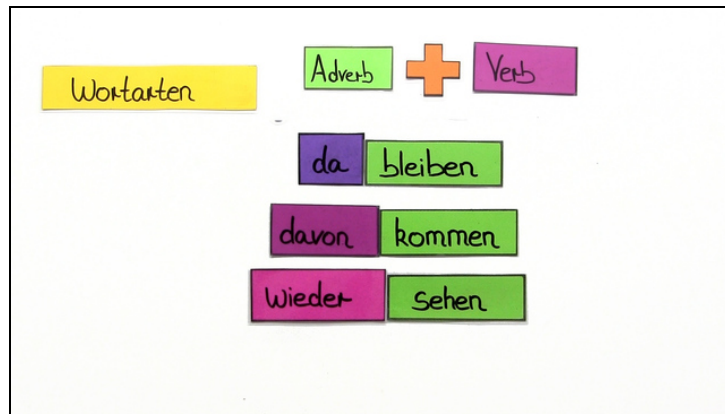 Wortarten
Adverb + Verb
da bleiben
davon kommen
wieder sehen